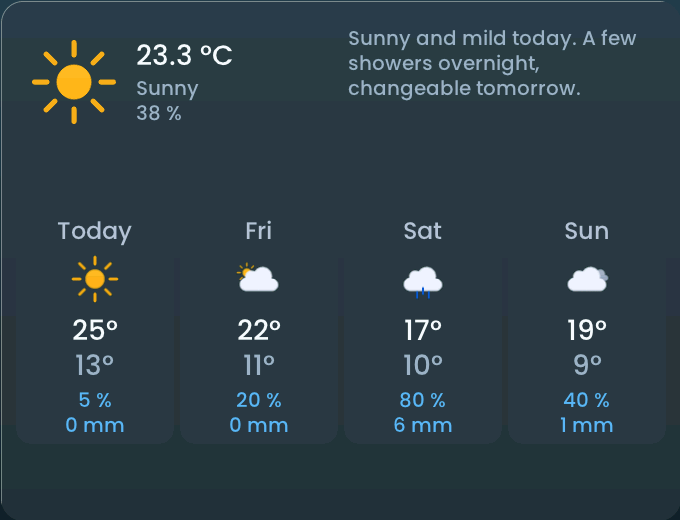 23.3 °C
Sunny
38 %
Sunny and mild today. A few
showers overnight,
changeable tomorrow.
Today
25°
13°
5 %
0 mm
Fri
22°
11°
20 %
0 mm
Sat
17°
10°
80 %
6 mm
Sun
19°
9°
40 %
1 mm